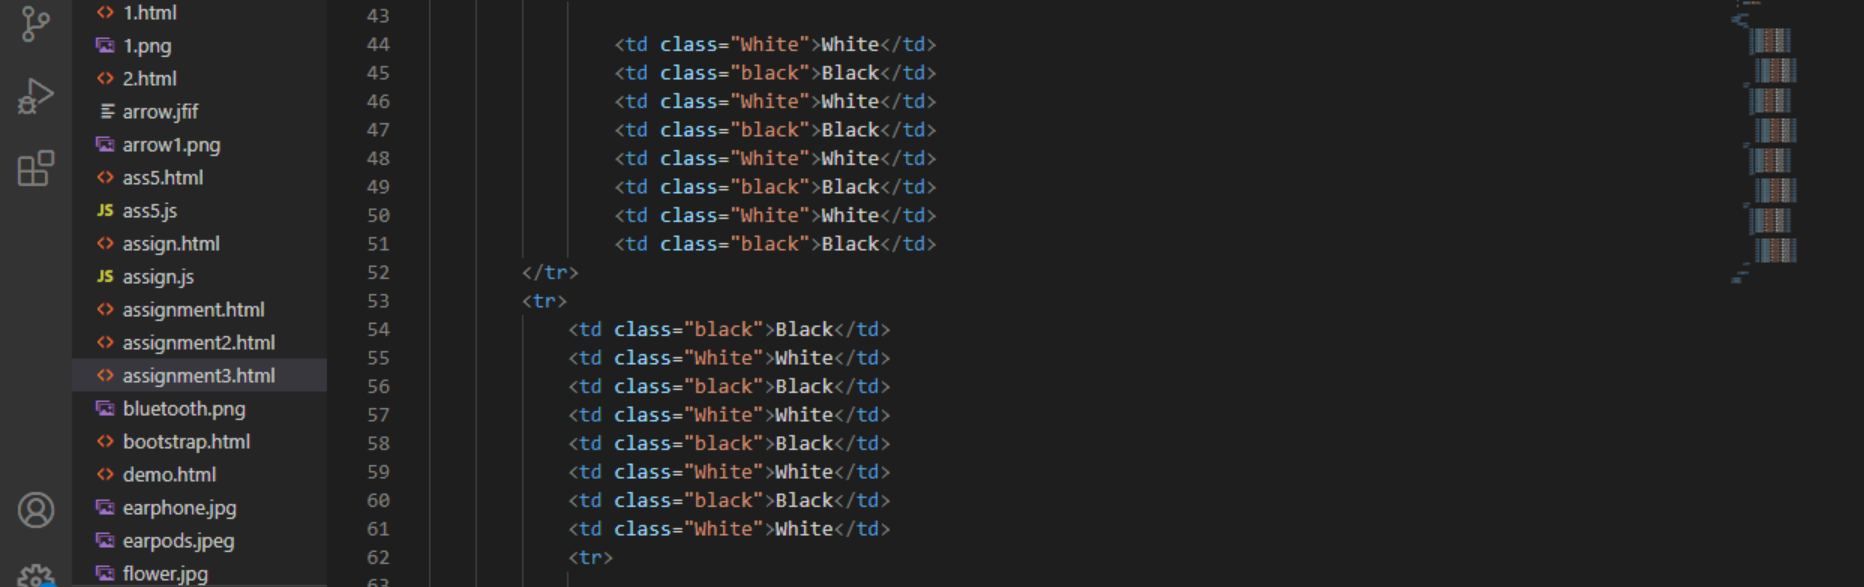 1.html
1.png
2.html
arrow.jfif
arrow1.png
ass5.html
JS ass5.js
assign.html
JS assign.js
assignment.html
assignment2.html
assignment3.html
bluetooth.png
bootstrap.html
demo.html
earphone.jpg
earpods.jpeg
flower.jpg
43
44 <td class="White">White</td>
45 <td class="black">Black</td>
46 <td class="White">White</td>
47 <td class="black">Black</td>
48 <td class="White">White</td>
49 <td class="black">Black</td>
50 <td class="White">White</td>
51 <td class="black">Black</td>
52 </tr>
53 <tr>
54 <td class="black">Black</td>
55 <td class="White">White</td>
56 <td class="black">Black</td>
57 <td class="White">White</td>
58 <td class="black">Black</td>
59 <td class="White">White</td>
60 <td class="black">Black</td>
61 <td class="White">White</td>
62 <tr>
63